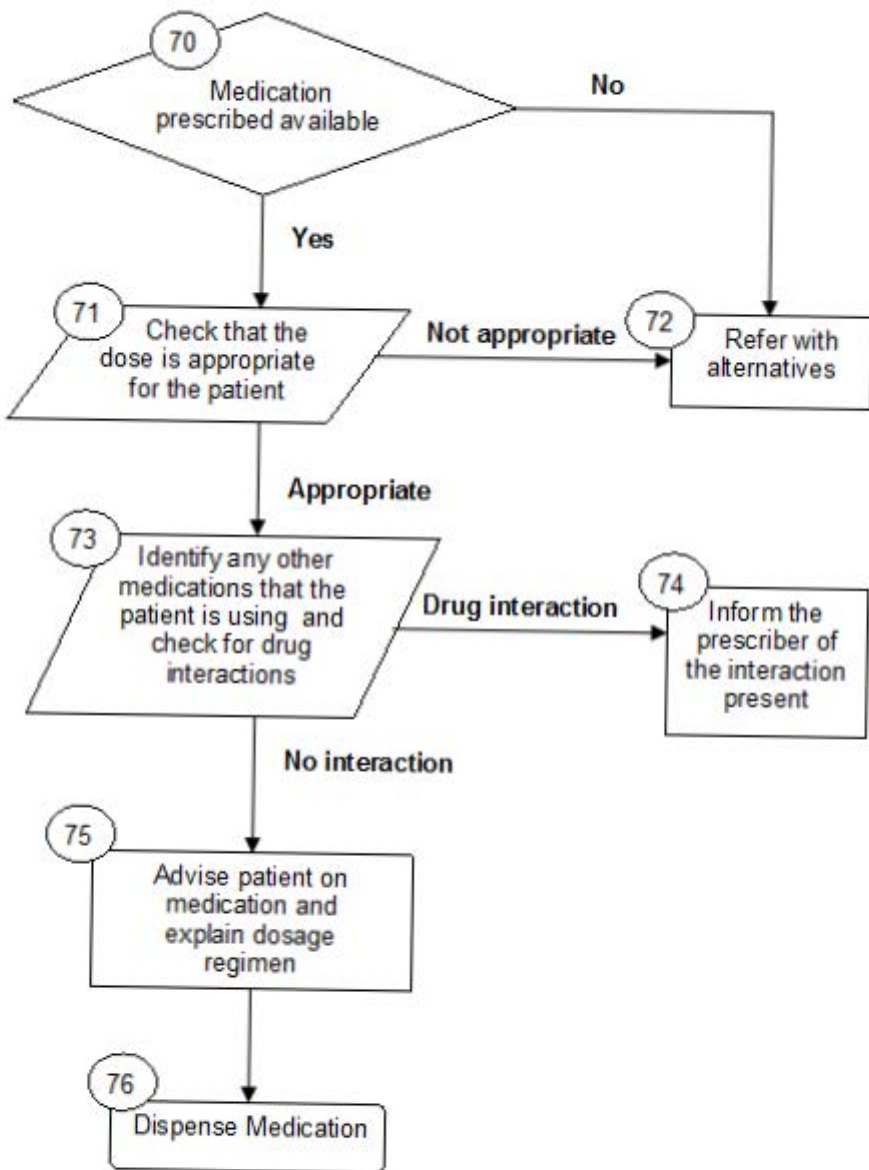 70
Medication
prescribed available
No
Yes
71
Check that the
dose is appropriate
for the patient
Not appropriate
72
Refer with
alternatives
Appropriate
73
Identify any other
medications that the
patient is using and
check for drug
interactions
Drug interaction
74
Inform the
prescriber of
the interaction
present
No interaction
75
Advise patient on
medication and
explain dosage
regimen
76
Dispense Medication